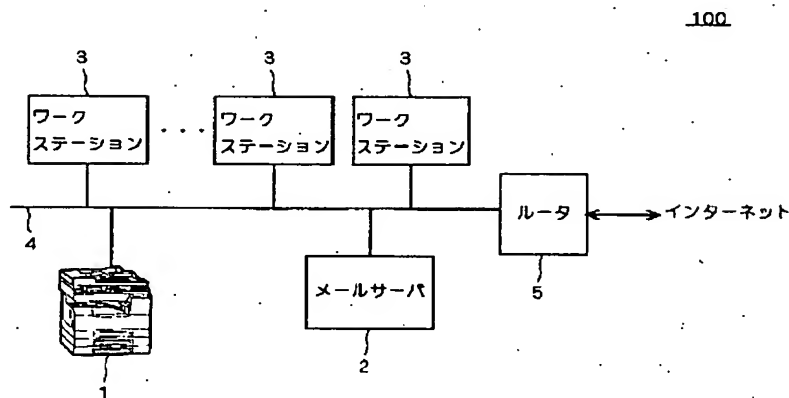 100
3
3
3
ワーク
ステーション
・・・
ワーク
ステーション
ワーク
ステーション
ルータ
インターネット
4
メールサーバ
5
1
2